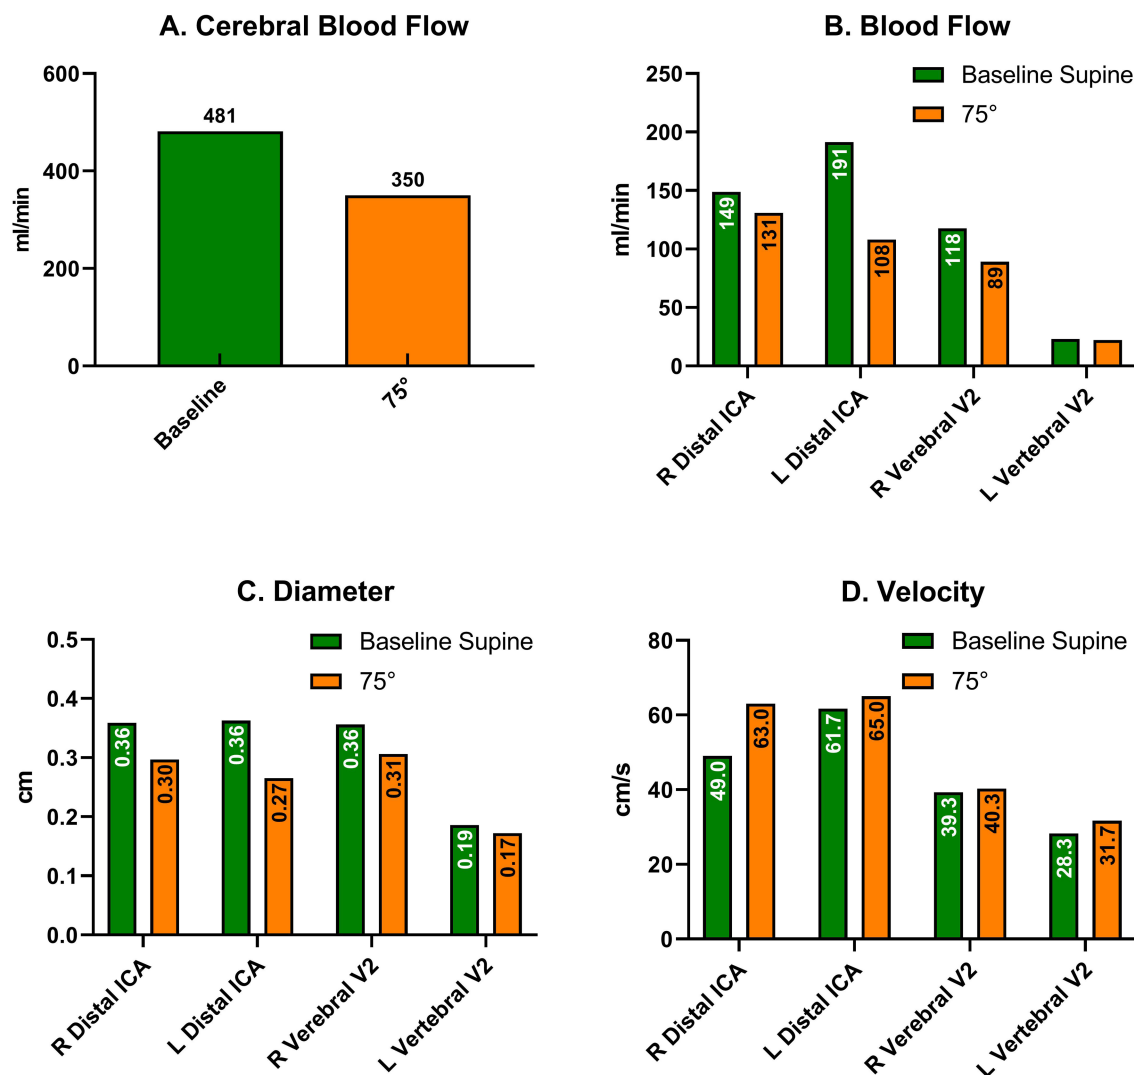 A. Cerebral Blood Flow
600
400
200
0
ml/min
481
350
Baseline
75°
B. Blood Flow
Baseline Supine
75°
250
200
150
100
50
0
ml/min
149
131
191
108
118
89
R Distal ICA
L Distal ICA
R Verebral V2
L Vertebral V2
C. Diameter
Baseline Supine
75°
0.5
0.4
0.3
0.2
0.1
0.0
cm
0.36
0.30
0.36
0.27
0.36
0.31
0.19
0.17
R Distal ICA
L Distal ICA
R Verebral V2
L Vertebral V2
D. Velocity
Baseline Supine
75°
80
60
40
20
0
cm/s
49.0
63.0
61.7
65.0
39.3
40.3
28.3
31.7
R Distal ICA
L Distal ICA
R Verebral V2
L Vertebral V2